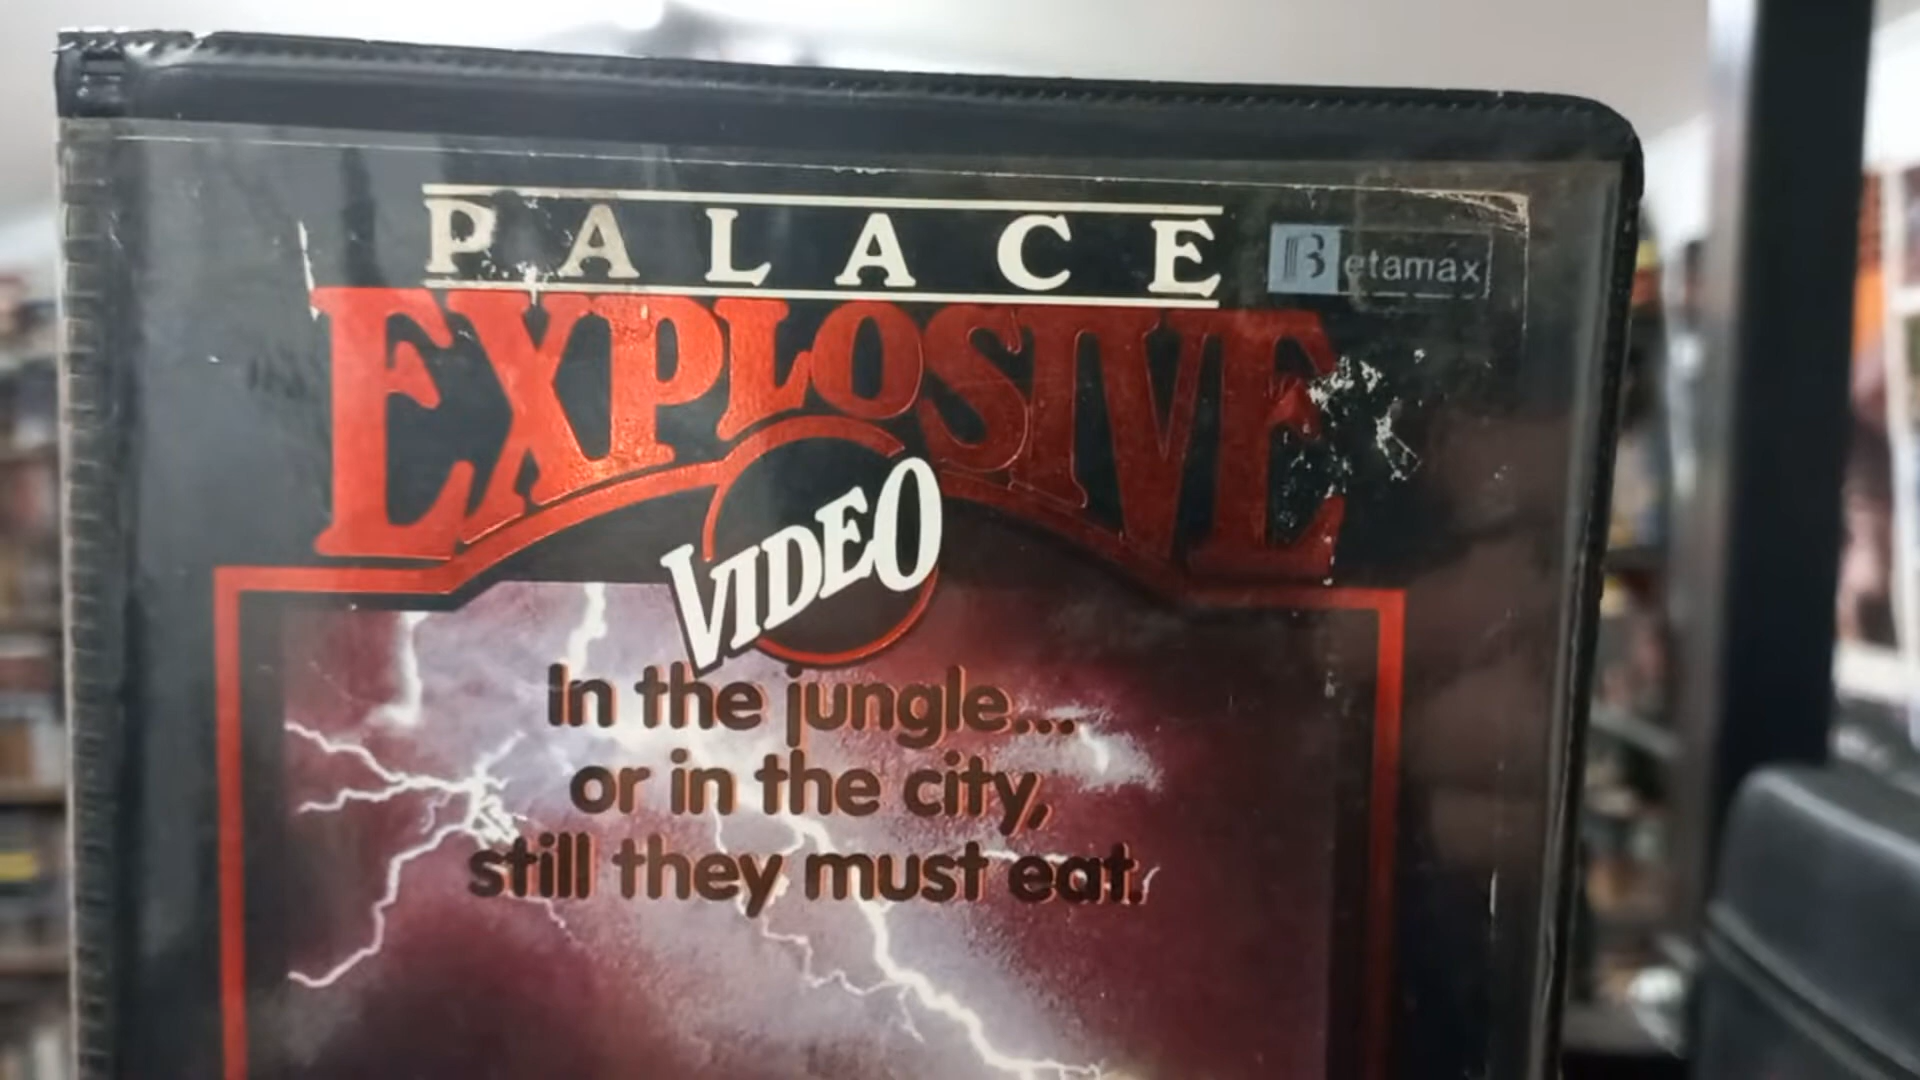 PALACE
Betamax
EXPLOSIVE
VIDEO
In the jungle...
or in the city,
still they must eat.